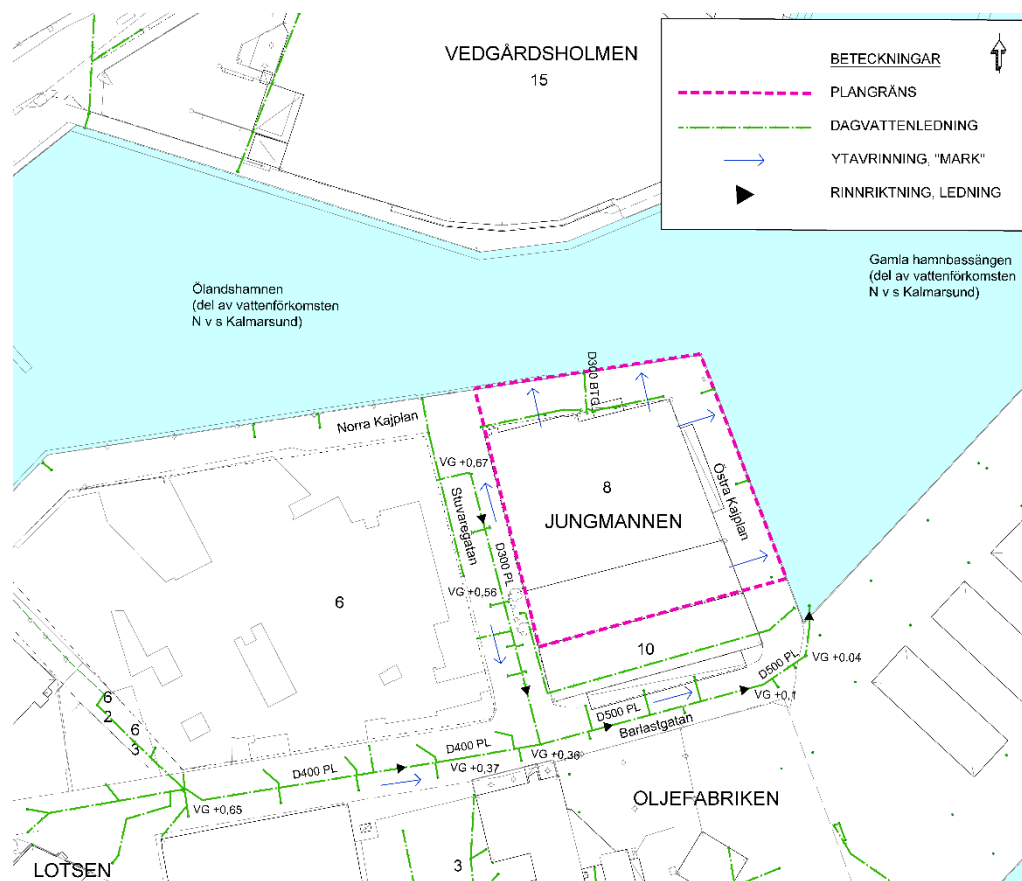 VEDGÅRDSHOLMEN
15
BETECKNINGAR
PLANGRÄNS
DAGVATTENLEDNING
YTAVRINNING, "MARK"
RINNRIKTNING, LEDNING
Ölandshamnen
(del av vattenförkomsten
N v s Kalmarsund)
Gamla hamnbassängen
(del av vattenförkomsten
N v s Kalmarsund)
D300 BTG
Norra Kajplan
VG +0,67
Stuvaregatan
D300 PL
VG +0,56
8
JUNGMANNEN
Östra Kajplan
6
10
6
2
6
3
D500 PL
VG +0.04
VG +0,1
D500 PL
Barlastgatan
D400 PL
VG +0,36
D400 PL
VG +0,37
VG +0,65
OLJEFABRIKEN
3
LOTSEN